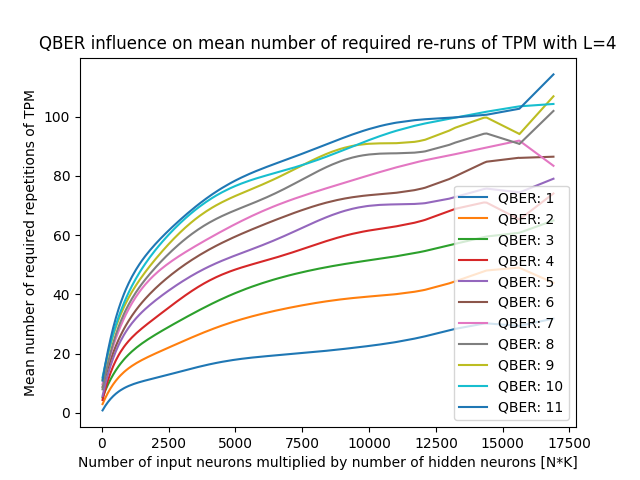 QBER influence on mean number of required re-runs of TPM with L=4
Mean number of required repetitions of TPM
100
80
60
40
20
0
QBER: 1
QBER: 2
QBER: 3
QBER: 4
QBER: 5
QBER: 6
QBER: 7
QBER: 8
QBER: 9
QBER: 10
QBER: 11
0 2500 5000 7500 10000 12500 15000 17500
Number of input neurons multiplied by number of hidden neurons [N*K]